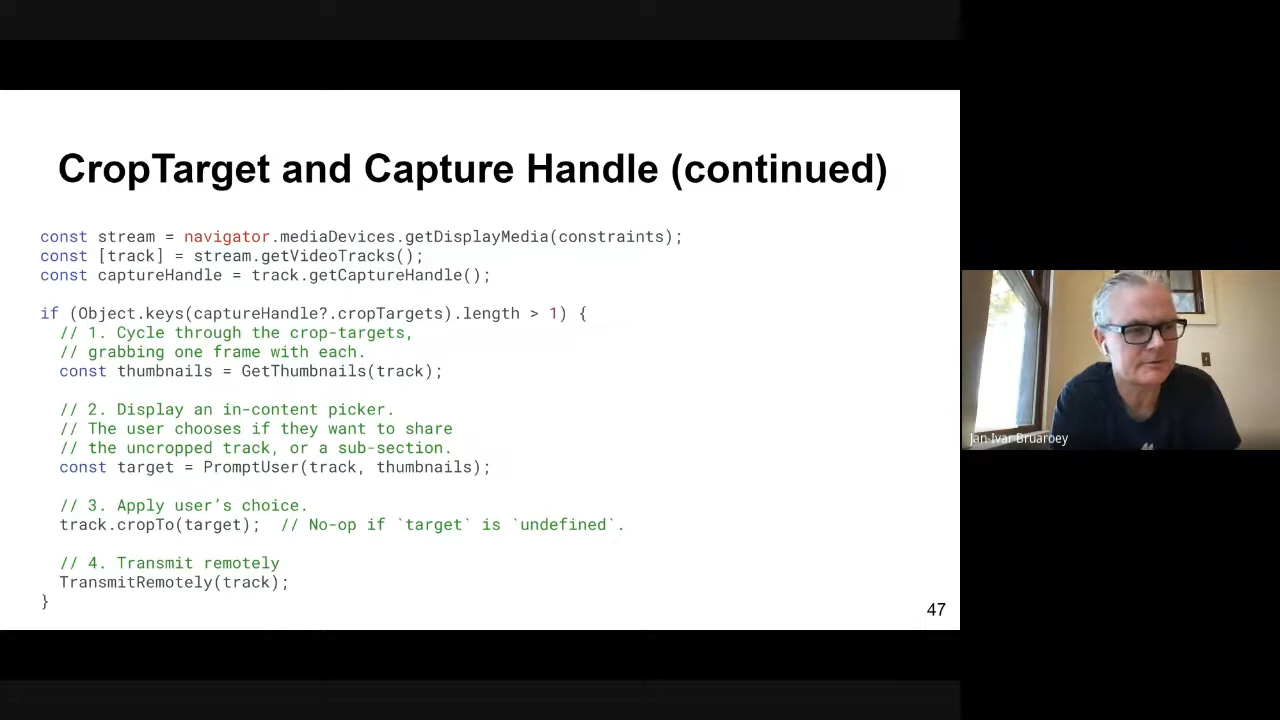 CropTarget and Capture Handle (continued)
const stream = navigator.mediaDevices.getDisplayMedia(constraints);
const [track] = stream.getVideoTracks();
const captureHandle = track.getCaptureHandle();
if (Object.keys(captureHandle?.cropTargets).length > 1) {
// 1. Cycle through the crop-targets,
// grabbing one frame with each.
const thumbnails = GetThumbnails(track);
// 2. Display an in-content picker.
// The user chooses if they want to share
// the uncropped track, or a sub-section.
const target = PromptUser(track, thumbnails);
// 3. Apply user’s choice.
track.cropTo(target);  // No-op if `target` is `undefined`.
// 4. Transmit remotely
TransmitRemotely(track);
}
47
Jan-Ivar Bruaroey